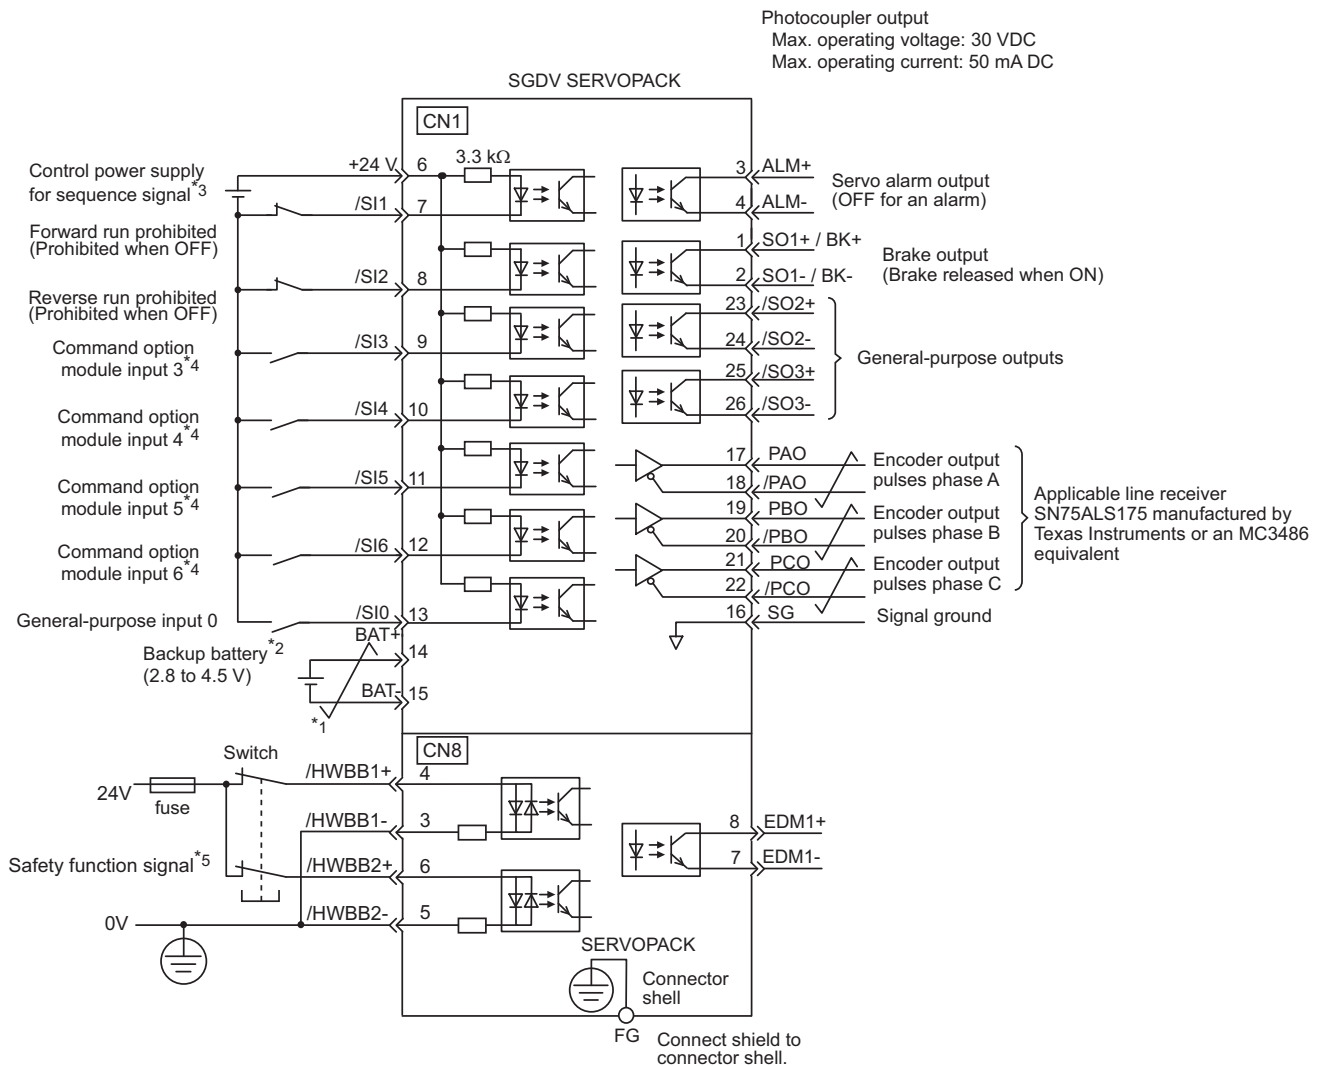 Photocoupler output
Max. operating voltage: 30 VDC
Max. operating current: 50 mA DC
SGDV SERVOPACK
CN1
Control power supply
for sequence signal*3
+24 V
6
3.3 kΩ
/SI1
7
Forward run prohibited
(Prohibited when OFF)
/SI2
8
Reverse run prohibited
(Prohibited when OFF)
/SI3
9
Command option
module input 3*4
/SI4
10
Command option
module input 4*4
/SI5
11
Command option
module input 5*4
/SI6
12
Command option
module input 6*4
/SI0
13
General-purpose input 0
BAT+
14
Backup battery*2
(2.8 to 4.5 V)
BAT-
15
*1
3
ALM+
4
ALM-
Servo alarm output
(OFF for an alarm)
1
SO1+ / BK+
2
SO1- / BK-
Brake output
(Brake released when ON)
23
/SO2+
24
/SO2-
25
/SO3+
26
/SO3-
General-purpose outputs
17
PAO
18
/PAO
Encoder output
pulses phase A
19
PBO
20
/PBO
Encoder output
pulses phase B
21
PCO
22
/PCO
Encoder output
pulses phase C
Applicable line receiver
SN75ALS175 manufactured by
Texas Instruments or an MC3486
equivalent
16
SG
Signal ground
CN8
Switch
24V
fuse
/HWBB1+
4
/HWBB1-
3
Safety function signal*5
/HWBB2+
6
/HWBB2-
5
0V
8
EDM1+
7
EDM1-
SERVOPACK
Connector
shell
FG
Connect shield to
connector shell.